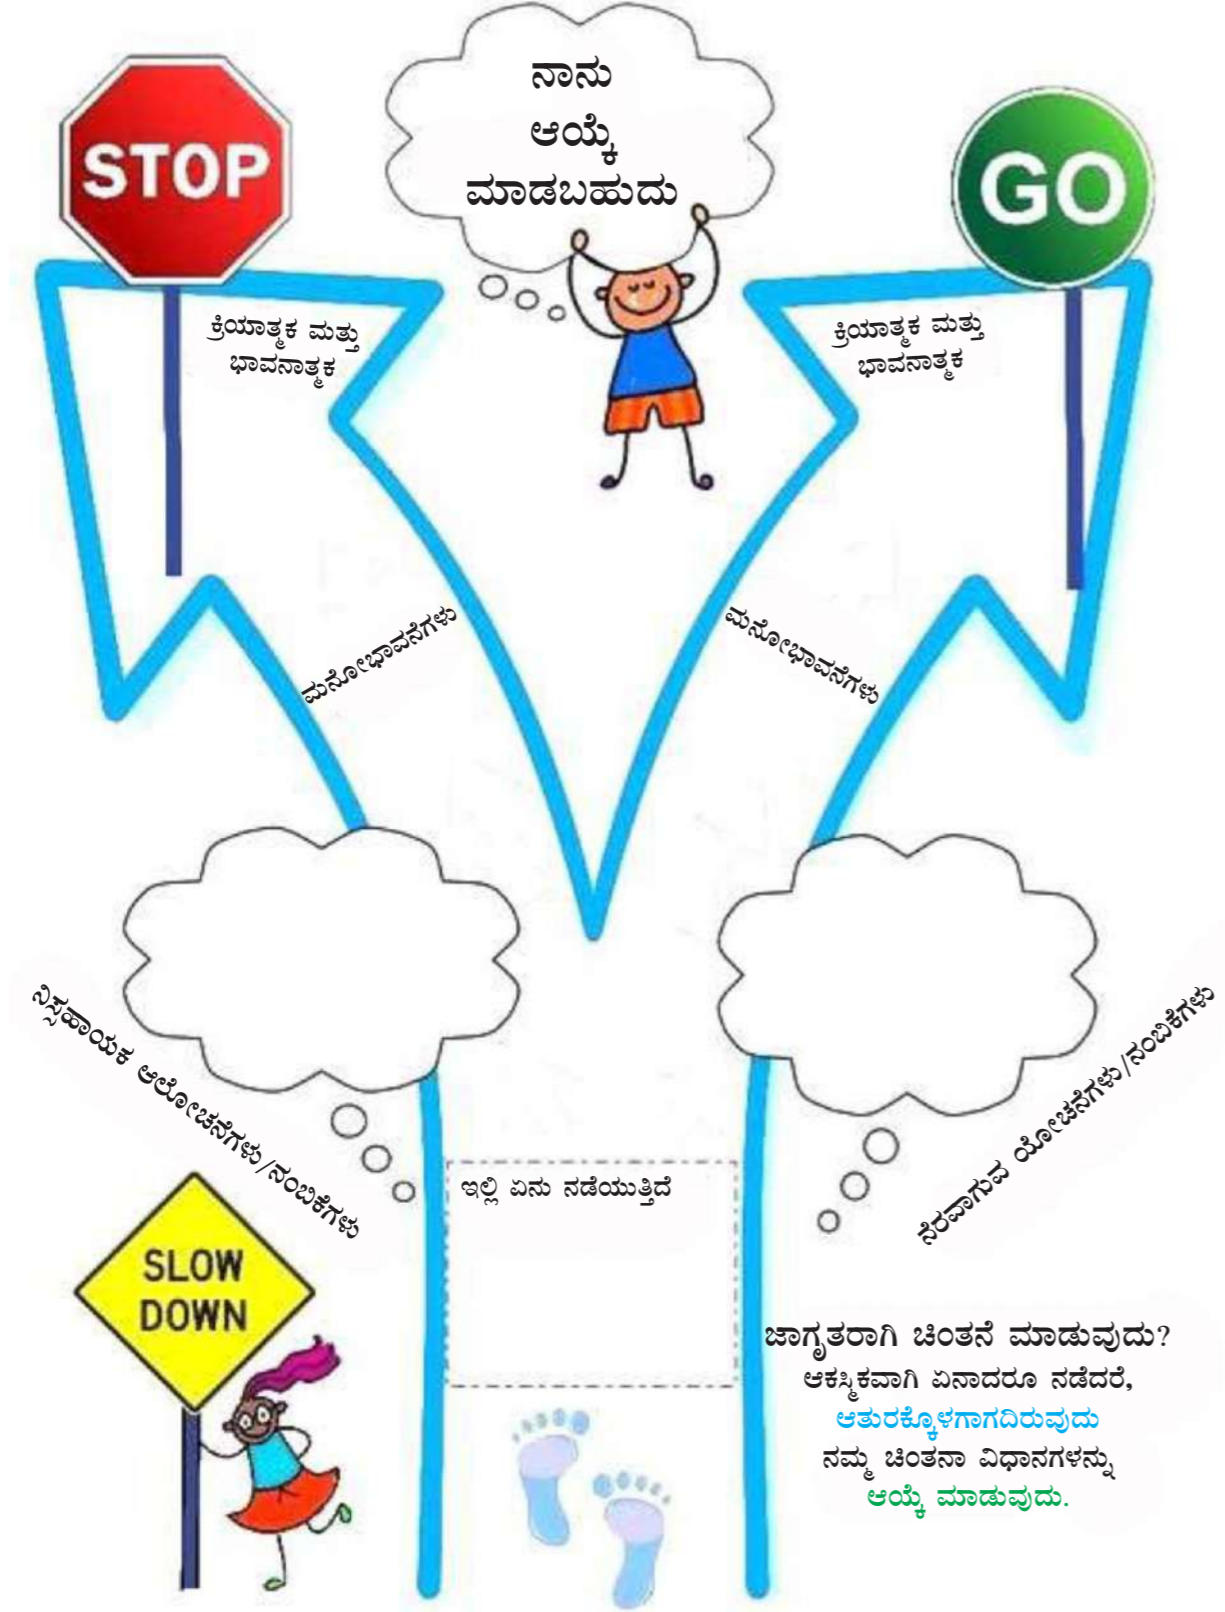 ನಾನು
ಆಯ್ಕೆ
ಮಾಡಬಹುದು
STOP
GO
ಕ್ರಿಯಾತ್ಮಕ ಮತ್ತು
ಭಾವನಾತ್ಮಕ
ಕ್ರಿಯಾತ್ಮಕ ಮತ್ತು
ಭಾವನಾತ್ಮಕ
ಮನೋಭಾವನೆಗಳು
ಮನೋಭಾವನೆಗಳು
ನಿಸ್ಸಹಾಯಕ ಆಲೋಚನೆಗಳು/ನಂಬಿಕೆಗಳು
ನೆರವಾಗುವ ಯೋಚನೆಗಳು/ನಂಬಿಕೆಗಳು
ಇಲ್ಲಿ ಏನು ನಡೆಯುತ್ತಿದೆ
SLOW
DOWN
ಜಾಗೃತರಾಗಿ ಚಿಂತನೆ ಮಾಡುವುದು?
ಆಕಸ್ಮಿಕವಾಗಿ ಏನಾದರೂ ನಡೆದರೆ,
ಆತುರಕ್ಕೊಳಗಾಗದಿರುವುದು
ನಮ್ಮ ಚಿಂತನಾ ವಿಧಾನಗಳನ್ನು
ಆಯ್ಕೆ ಮಾಡುವುದು.